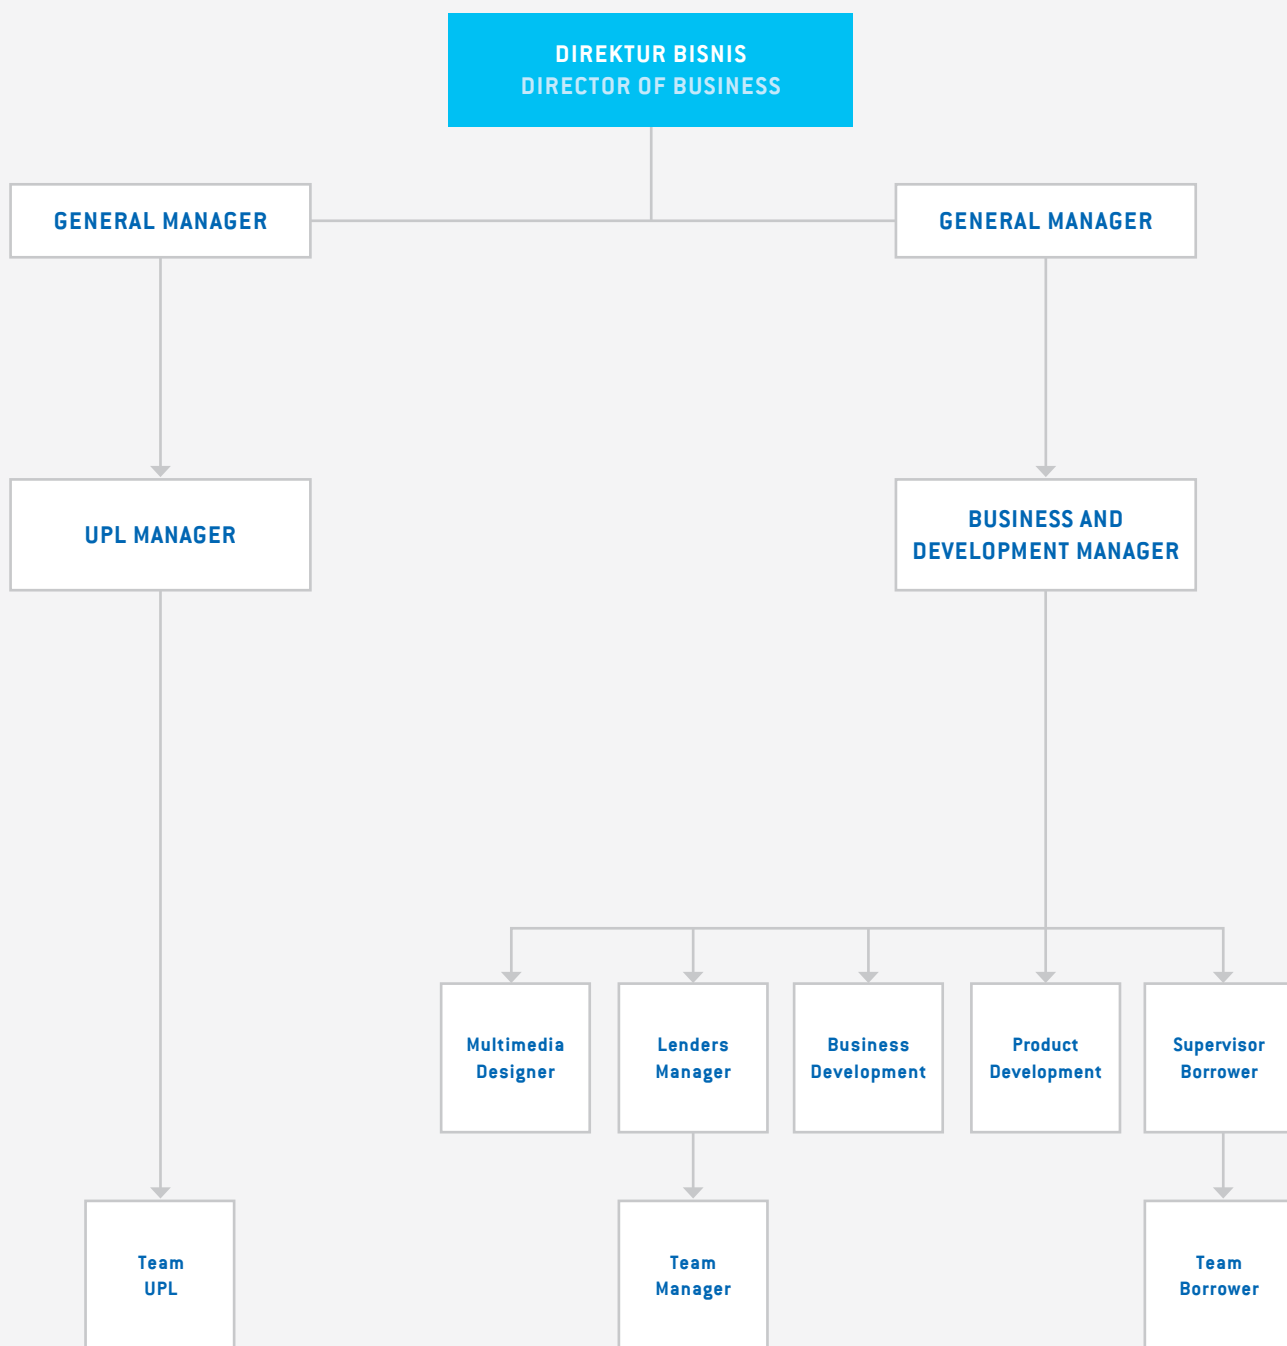 DIREKTUR BISNIS
DIRECTOR OF BUSINESS
GENERAL MANAGER
GENERAL MANAGER
UPL MANAGER
BUSINESS AND
DEVELOPMENT MANAGER
Multimedia
Designer
Lenders
Manager
Business
Development
Product
Development
Supervisor
Borrower
Team
UPL
Team
Manager
Team
Borrower